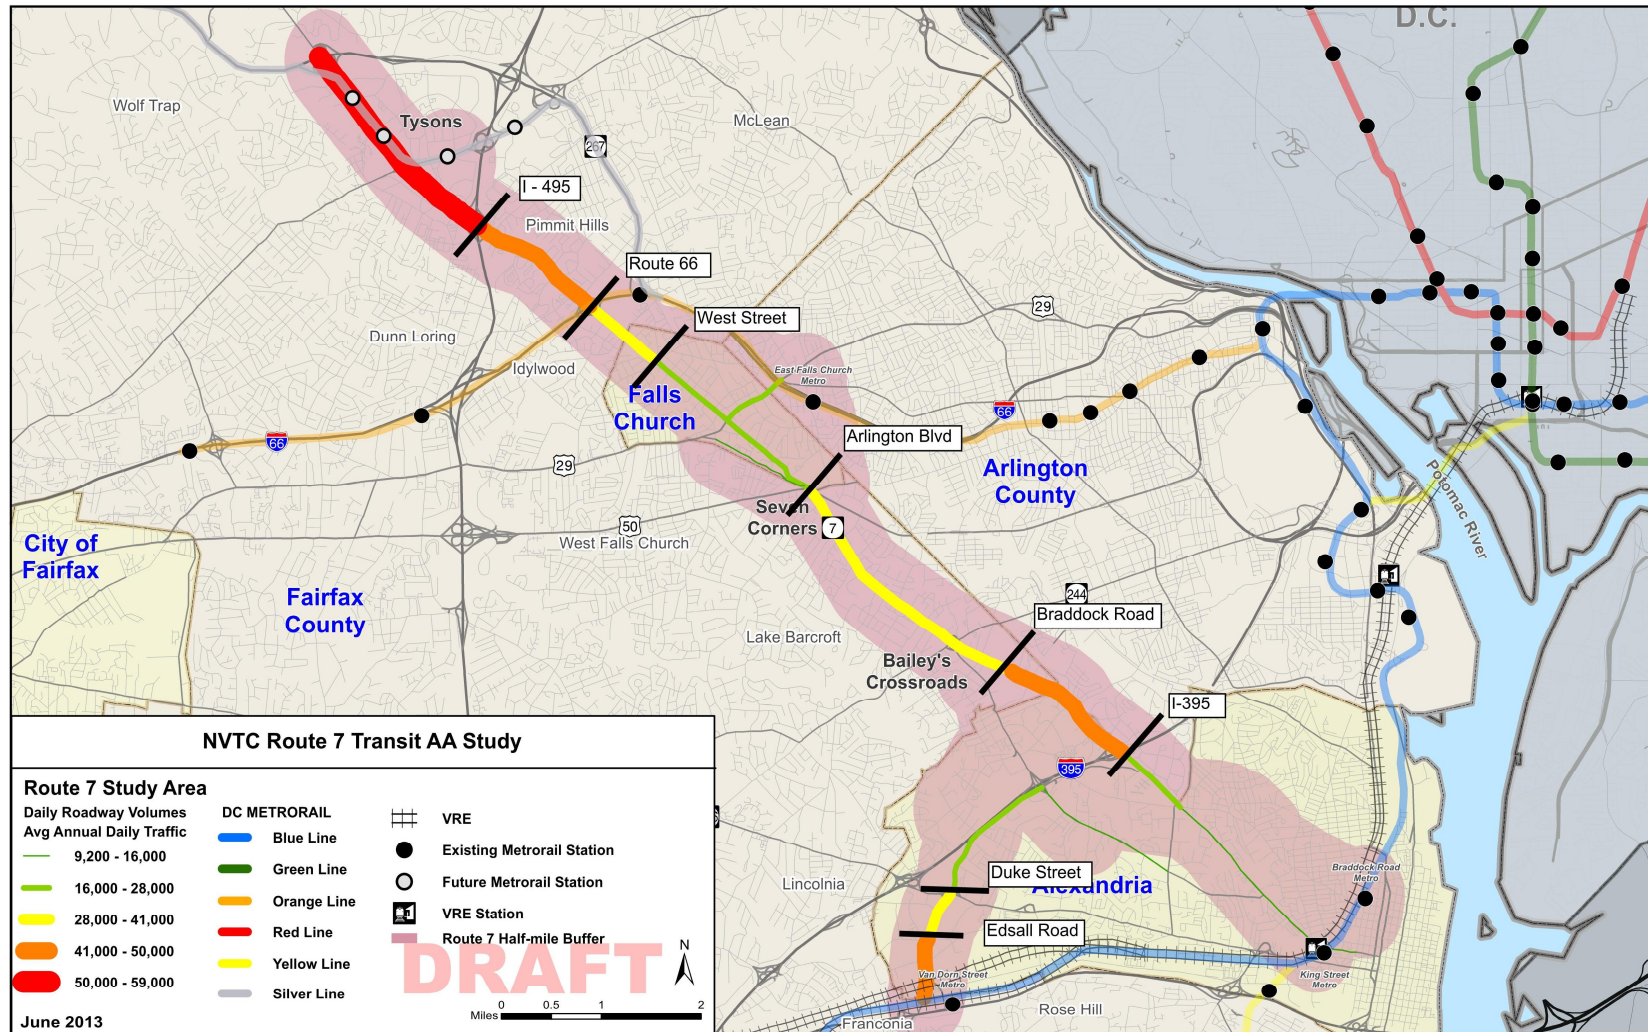 D.C.
Wolf Trap
Tysons
McLean
267
I - 495
Pimmit Hills
Route 66
29
West Street
Dunn Loring
Idylwood
East Falls Church
Metro
Falls
Church
66
66
Arlington Blvd
29
Arlington
County
Potomac River
Seven
Corners
7
50
West Falls Church
City of
Fairfax
Fairfax
County
244
Braddock Road
Lake Barcroft
Bailey's
Crossroads
I-395
395
Braddock Road
Metro
Duke Street
Alexandria
Lincolnia
Edsall Road
Van Dorn Street
Metro
King Street
Metro
Rose Hill
Franconia
NVTC Route 7 Transit AA Study
Route 7 Study Area
Daily Roadway Volumes
Avg Annual Daily Traffic
9,200 - 16,000
16,000 - 28,000
28,000 - 41,000
41,000 - 50,000
50,000 - 59,000
DC METRORAIL
Blue Line
Green Line
Orange Line
Red Line
Yellow Line
Silver Line
VRE
Existing Metrorail Station
Future Metrorail Station
VRE Station
Route 7 Half-mile Buffer
DRAFT
N
0 0.5 1 2
Miles
June 2013